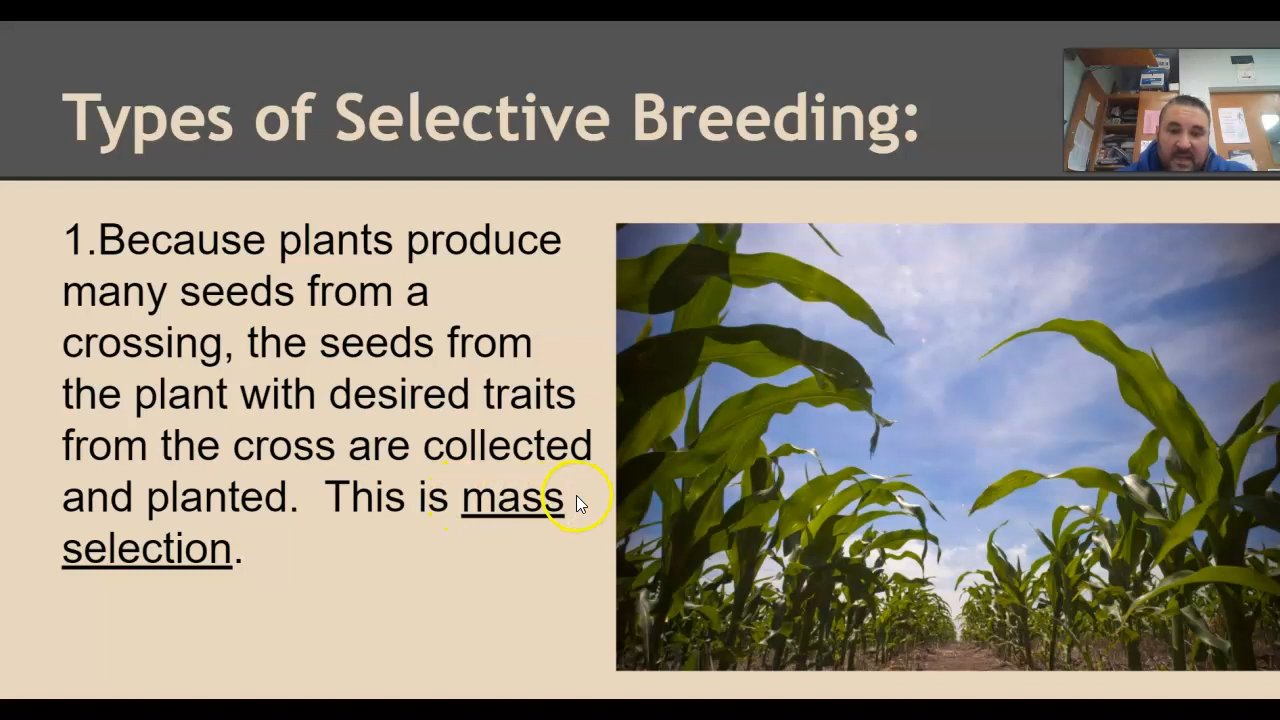 Types of Selective Breeding:
1.Because plants produce
many seeds from a
crossing, the seeds from
the plant with desired traits
from the cross are collected
and planted.  This is mass
selection.